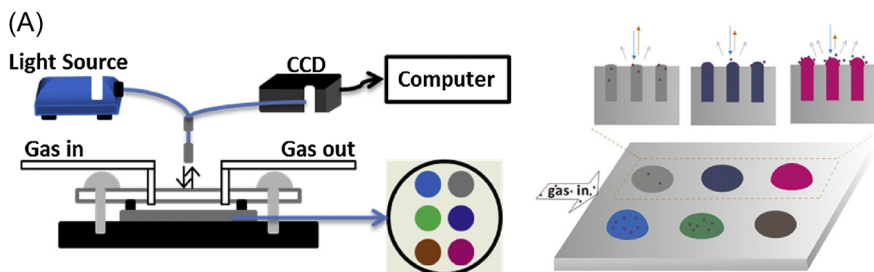 (A)
Light Source
CCD
Computer
Gas in
Gas out
gas in